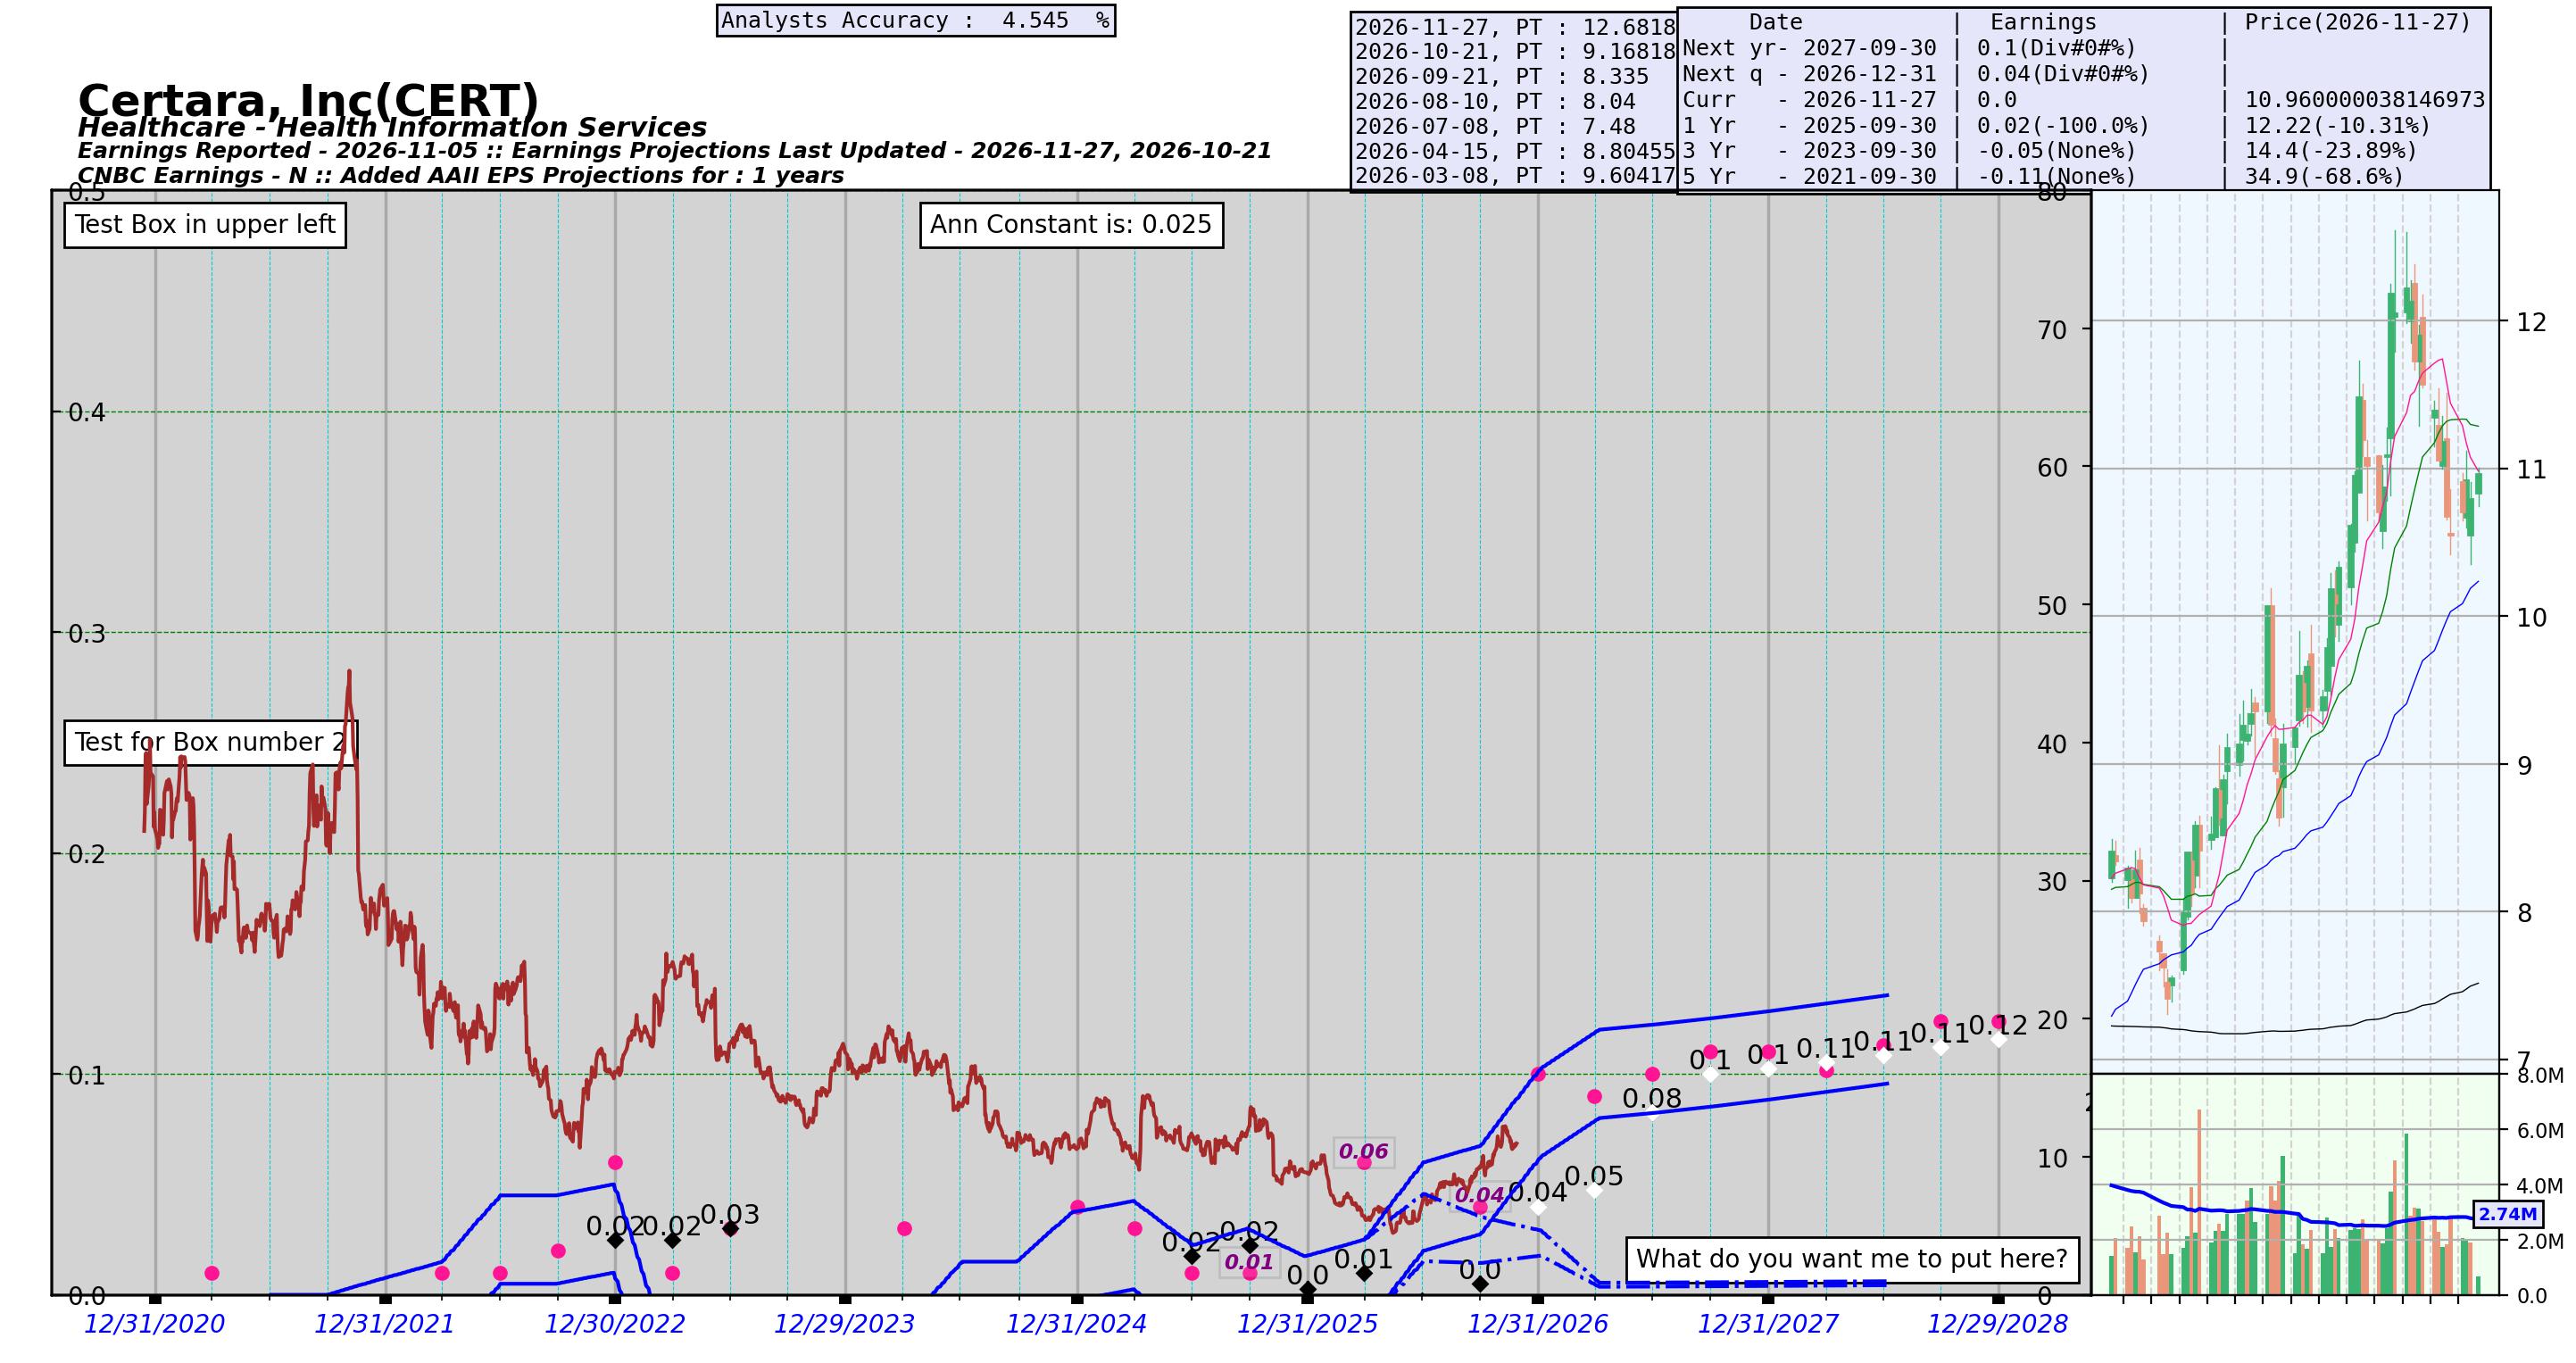 Analysts Accuracy :  4.545  %
2026-11-27, PT : 12.6818
2026-10-21, PT : 9.16818
2026-09-21, PT : 8.335
2026-08-10, PT : 8.04
2026-07-08, PT : 7.48
2026-04-15, PT : 8.80455
2026-03-08, PT : 9.60417
Date | Earnings | Price(2026-11-27)
Next yr- 2027-09-30 | 0.1(Div#0#%) |
Next q - 2026-12-31 | 0.04(Div#0#%) |
Curr - 2026-11-27 | 0.0 | 10.960000038146973
1 Yr - 2025-09-30 | 0.02(-100.0%) | 12.22(-10.31%)
3 Yr - 2023-09-30 | -0.05(None%) | 14.4(-23.89%)
5 Yr - 2021-09-30 | -0.11(None%) | 34.9(-68.6%)
Certara, Inc(CERT)
Healthcare - Health Information Services
Earnings Reported - 2026-11-05 :: Earnings Projections Last Updated - 2026-11-27, 2026-10-21
CNBC Earnings - N :: Added AAII EPS Projections for : 1 years
Test Box in upper left
Ann Constant is: 0.025
Test for Box number 2
What do you want me to put here?
0.5
0.4
0.3
0.2
0.1
0.0
80
70
60
50
40
30
20
10
0
12
11
10
9
8
7
8.0M
6.0M
4.0M
2.74M
2.0M
0.0
0.02 0.02 0.03
0.02 0.02
0.01
0.0
0.01
0.06
0.04
0.0
0.04
0.05
0.08
0.1
0.1
0.11
0.11
0.11
0.12
12/31/2020
12/31/2021
12/30/2022
12/29/2023
12/31/2024
12/31/2025
12/31/2026
12/31/2027
12/29/2028